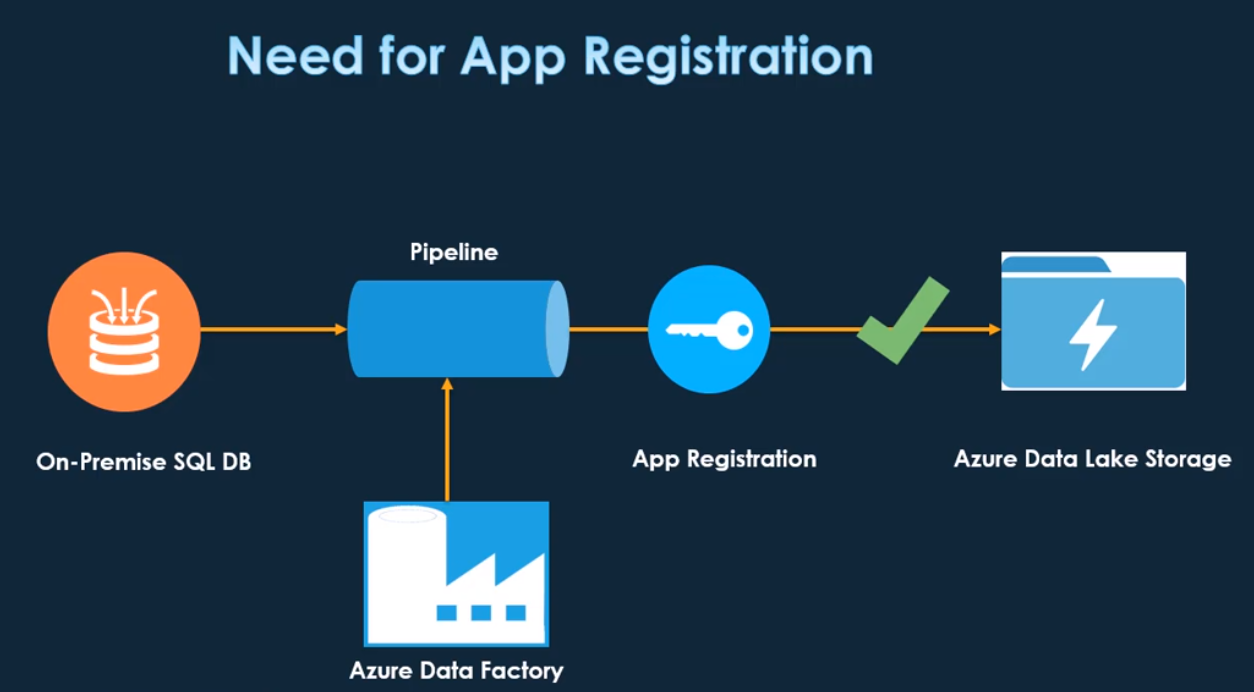 Need for App Registration
Pipeline
On-Premise SQL DB
App Registration
Azure Data Lake Storage
Azure Data Factory